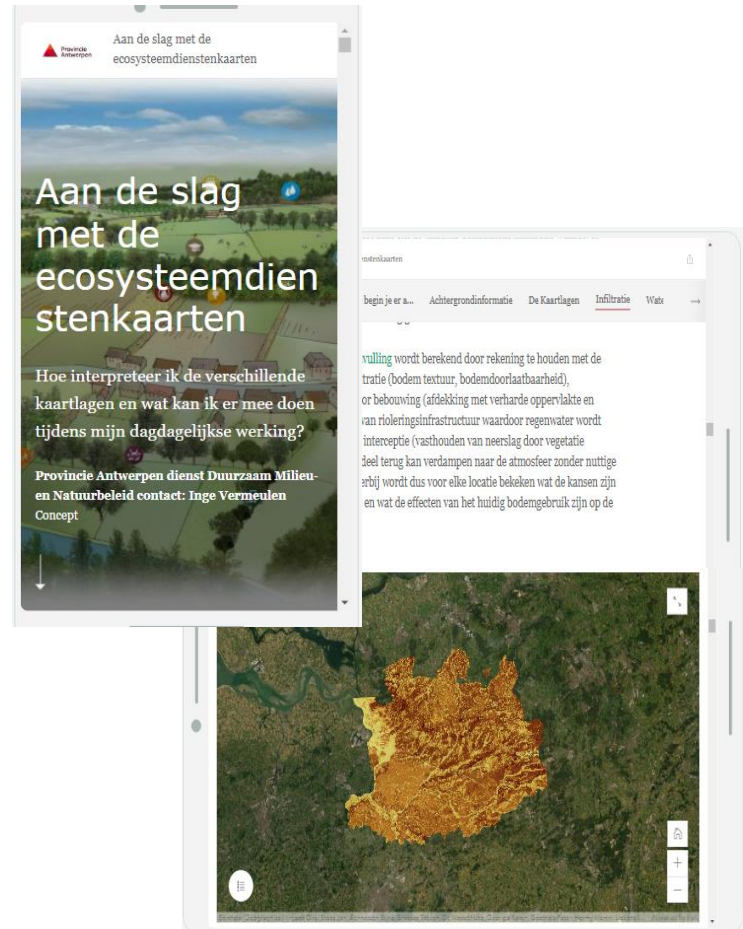 Provincie
Antwerpen
Aan de slag met de
ecosysteemdienstenkaarten
Aan de slag
met de
ecosysteemdien
stenkaarten
Hoe interpreteer ik de verschillende
kaartlagen en wat kan ik er mee doen
tijdens mijn dagdagelijkse werking?
Provincie Antwerpen dienst Duurzaam Milieu-
en Natuurbeleid contact: Inge Vermeulen
Concept
enstenkaarten
begin je er a... Achtergrondinformatie De Kaartlagen Infiltratie Wate
vulling wordt berekend door rekening te houden met de
tratie (bodem textuur, bodemdoorlaatbaarheid),
or bebouwing (afdekking met verharde oppervlakte en
van rioleringsinfrastructuur waardoor regenwater wordt
interceptie (vasthouden van neerslag door vegetatie
deel terug kan verdampen naar de atmosfeer zonder nuttige
erbij wordt dus voor elke locatie bekeken wat de kansen zijn
en wat de effecten van het huidig bodemgebruik zijn op de